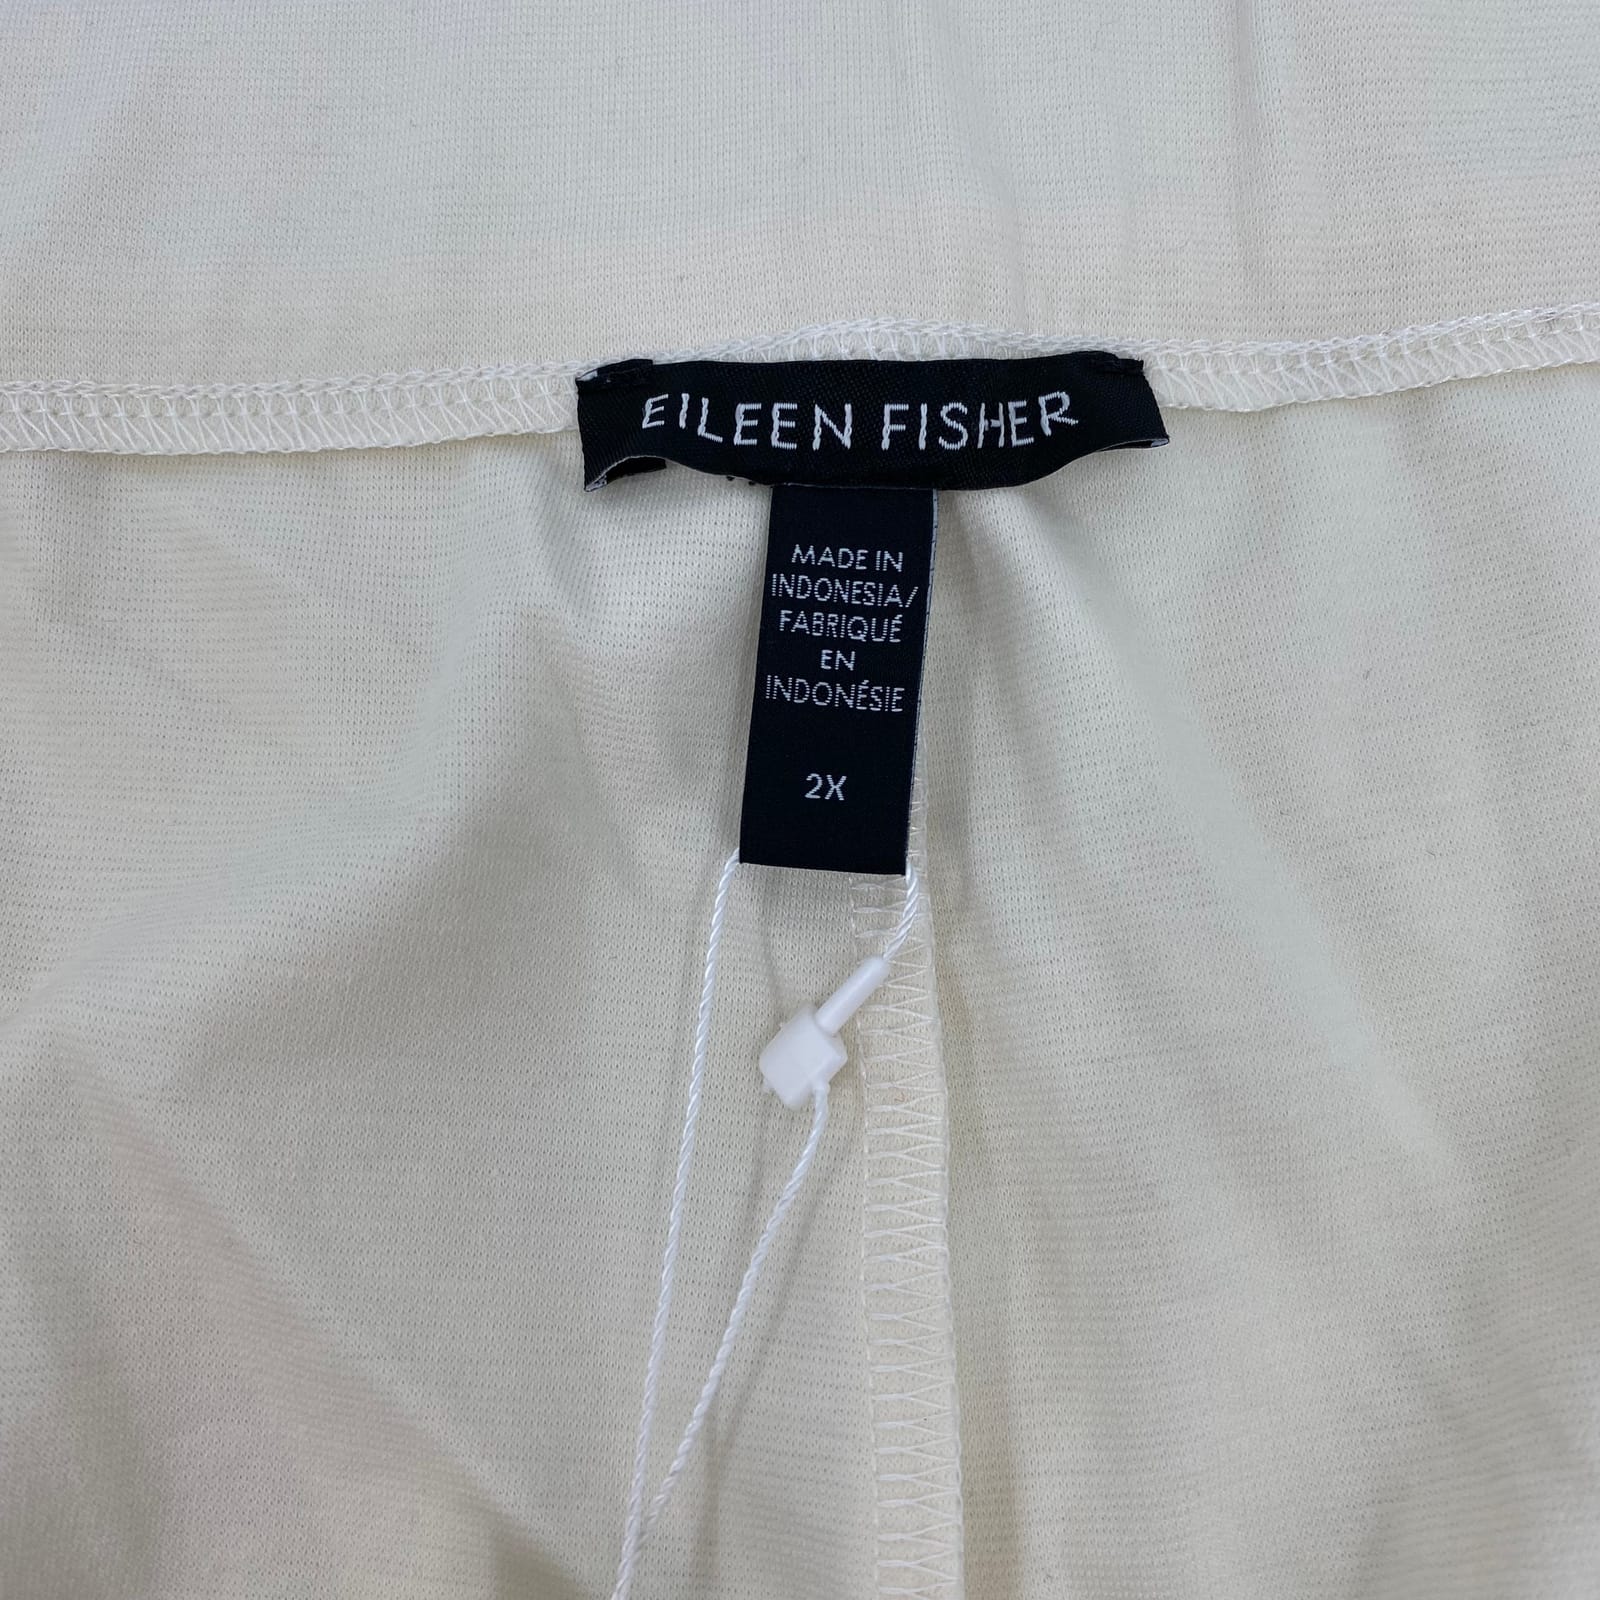 EILEEN FISHER
MADE IN
INDONESIA/
FABRIQUÉ
EN
INDONÉSIE
2X